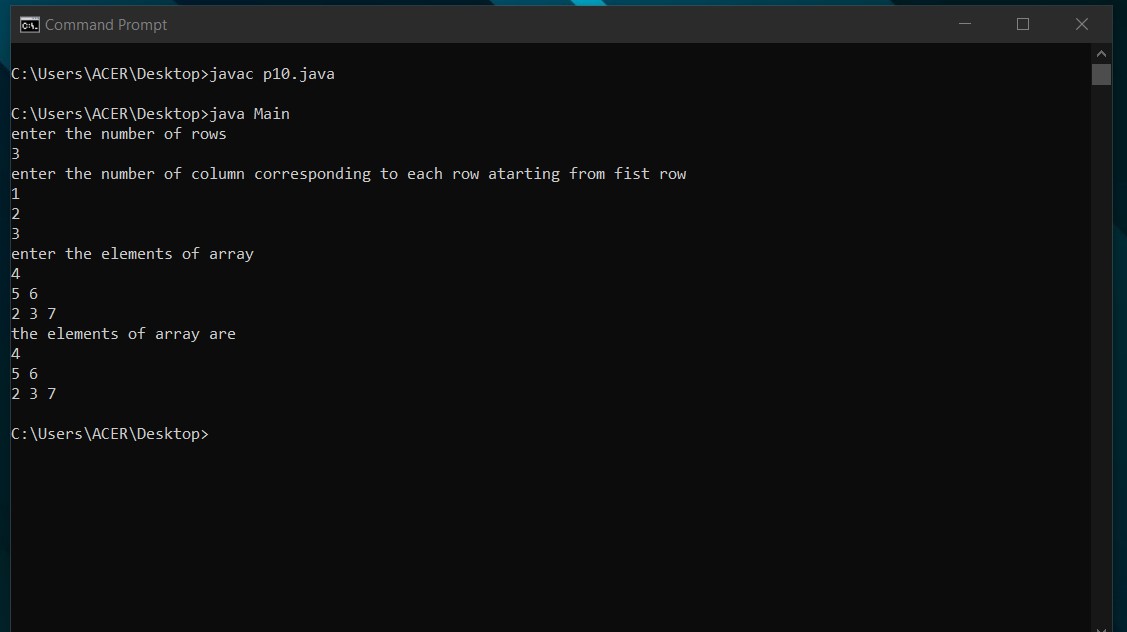 Command Prompt
C:\Users\ACER\Desktop>javac p10.java
C:\Users\ACER\Desktop>java Main
enter the number of rows
3
enter the number of column corresponding to each row atarting from fist row
1
2
3
enter the elements of array
4
5 6
2 3 7
the elements of array are
4
5 6
2 3 7
C:\Users\ACER\Desktop>